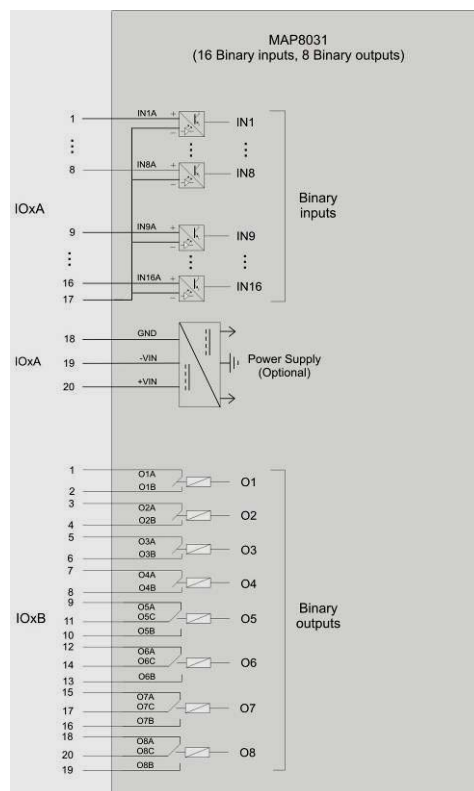 MAP8031
(16 Binary inputs, 8 Binary outputs)
1 IN1A + − IN1
8 IN8A + − IN8
IOxA
Binary
inputs
9 IN9A + − IN9
16 IN16A + − IN16
17
18 GND
IOxA 19 -VIN
Power Supply
(Optional)
20 +VIN
1 O1A
2 O1B O1
3 O2A
4 O2B O2
5 O3A
6 O3B O3
7 O4A
8 O4B O4
IOxB
Binary
outputs
9 O5A
11 O5C O5
10 O5B
12 O6A
14 O6C O6
13 O6B
15 O7A
17 O7C O7
16 O7B
18 O8A
20 O8C O8
19 O8B